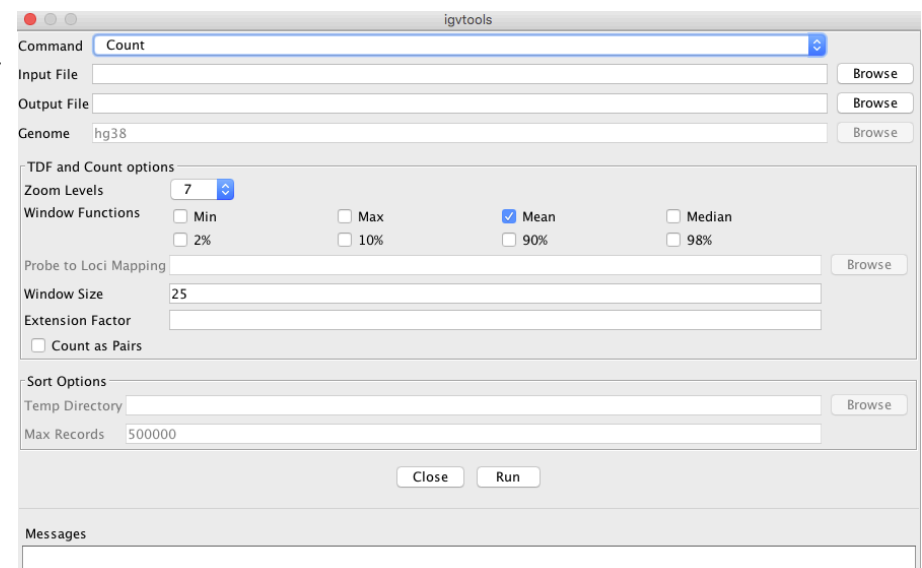 igvtools
Command Count
Input File Browse
Output File Browse
Genome hg38 Browse
TDF and Count options
Zoom Levels 7
Window Functions Min Max Mean Median
2% 10% 90% 98%
Probe to Loci Mapping Browse
Window Size 25
Extension Factor
Count as Pairs
Sort Options
Temp Directory Browse
Max Records 500000
Close Run
Messages